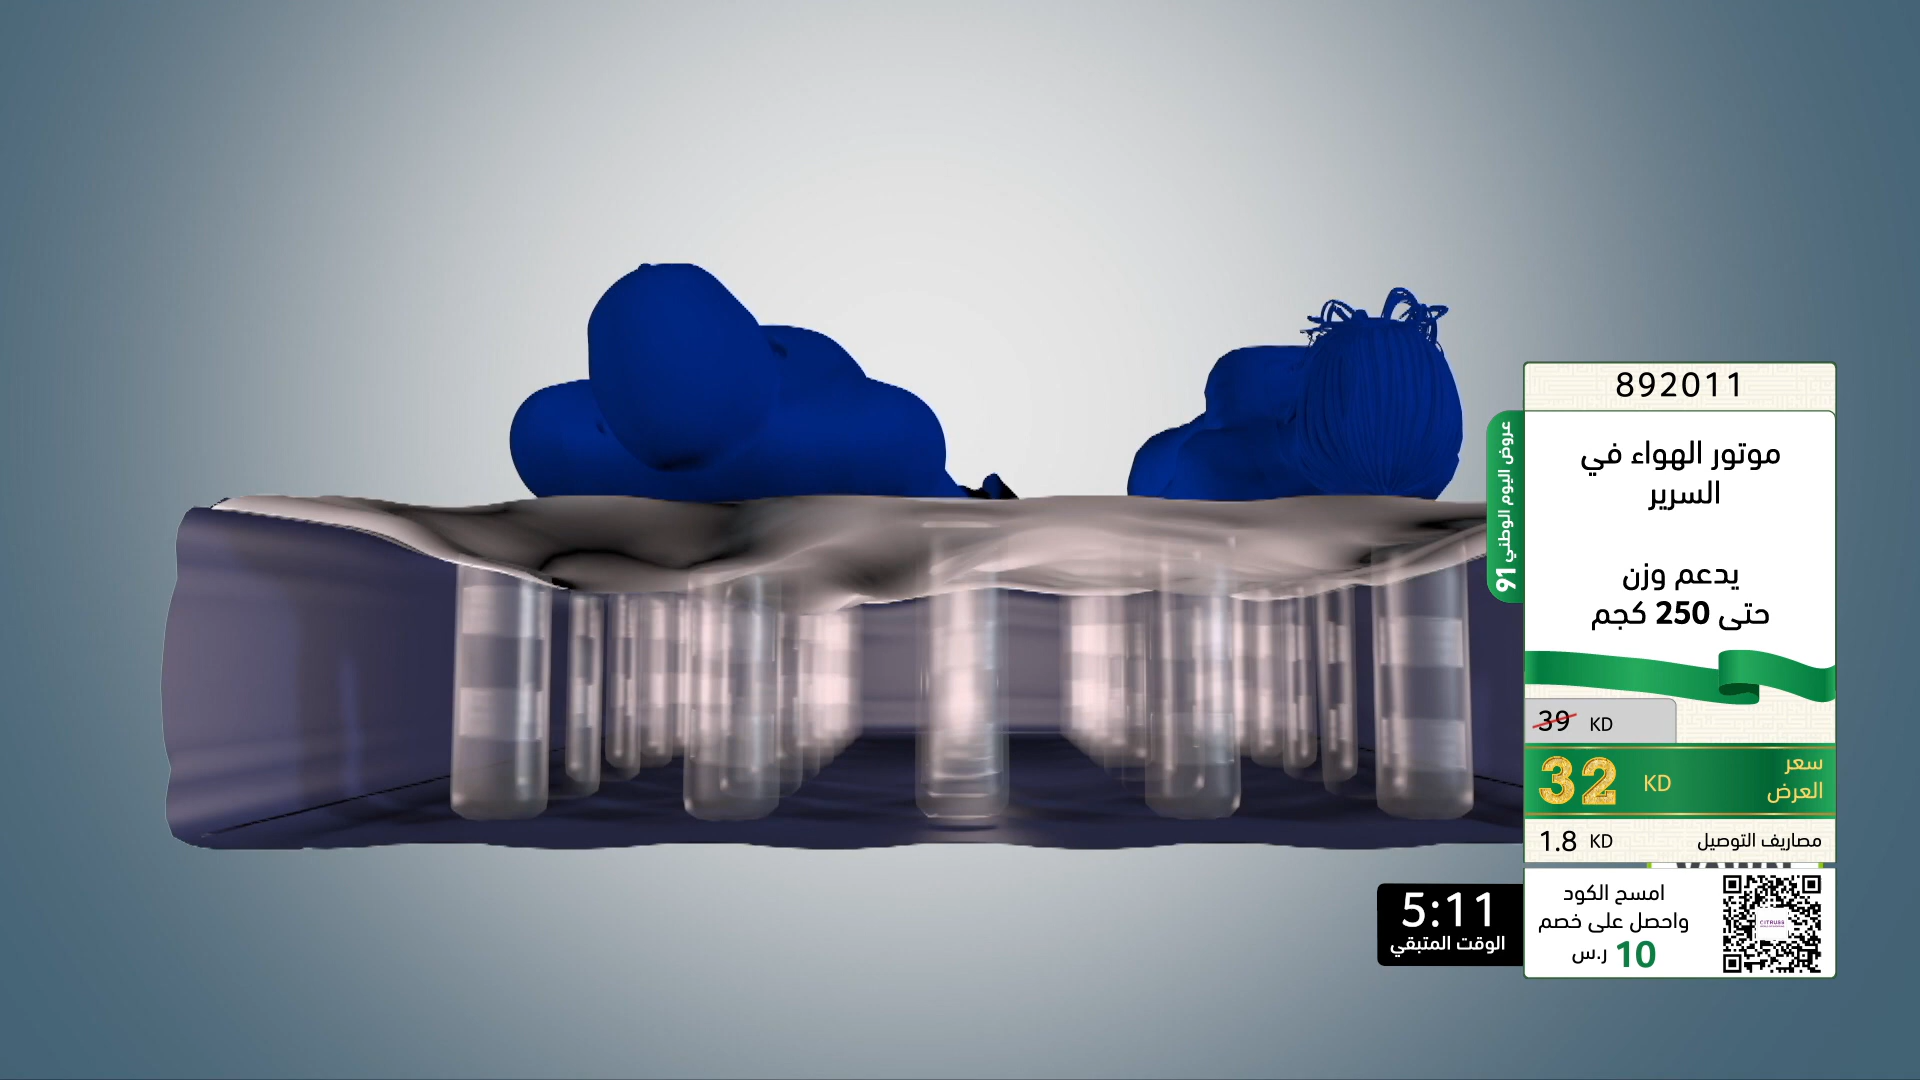 892011
عروض اليوم الوطني 91
موتور الهواء في
السرير
يدعم وزن
حتى 250 كجم
39 KD
سعر
العرض
32 KD
مصاريف التوصيل
1.8 KD
امسح الكود
واحصل على خصم
10 ر.س
CITRUSS
5:11
الوقت المتبقي